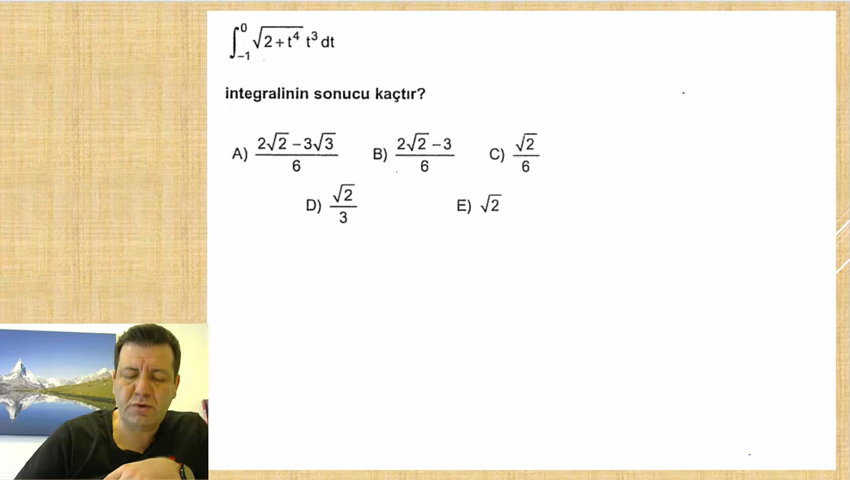 ∫₋₁⁰ √(2+t⁴) t³ dt
integralinin sonucu kaçtır?
A) (2√2 − 3√3)/6 B) (2√2 − 3)/6 C) √2/6
D) √2/3 E) √2